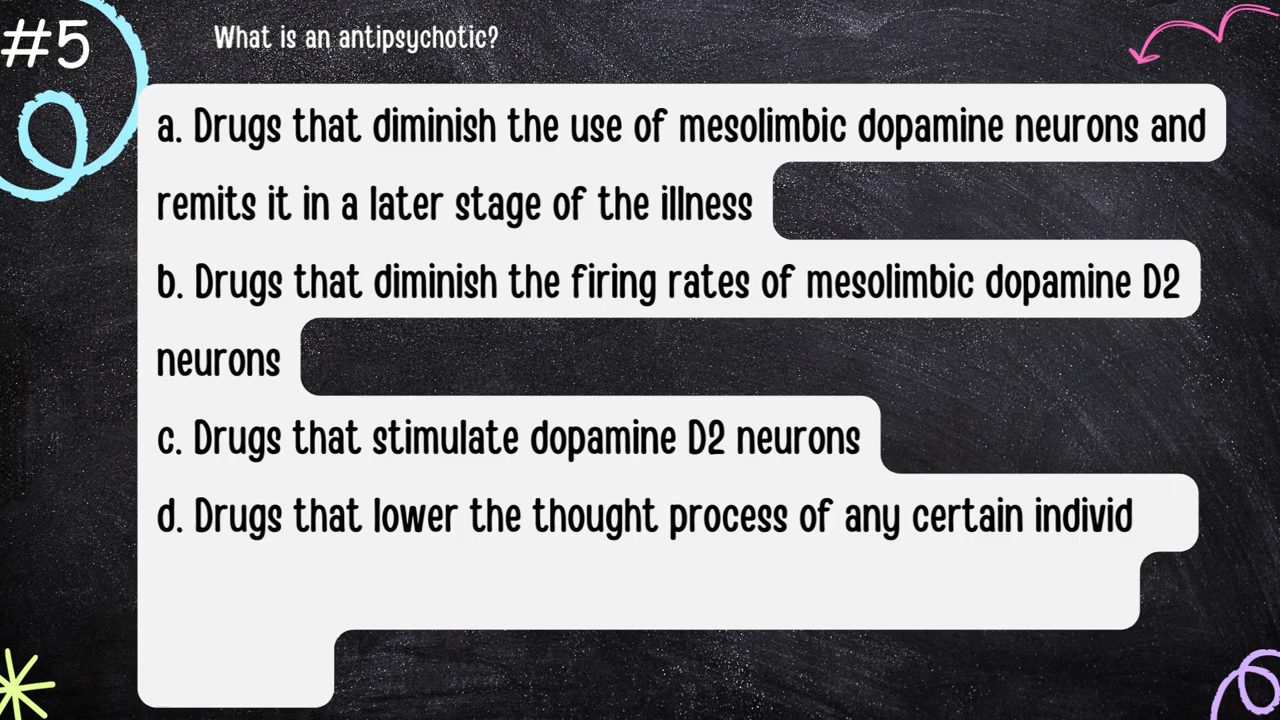 #5
What is an antipsychotic?
a. Drugs that diminish the use of mesolimbic dopamine neurons and
remits it in a later stage of the illness
b. Drugs that diminish the firing rates of mesolimbic dopamine D2
neurons
c. Drugs that stimulate dopamine D2 neurons
d. Drugs that lower the thought process of any certain individ